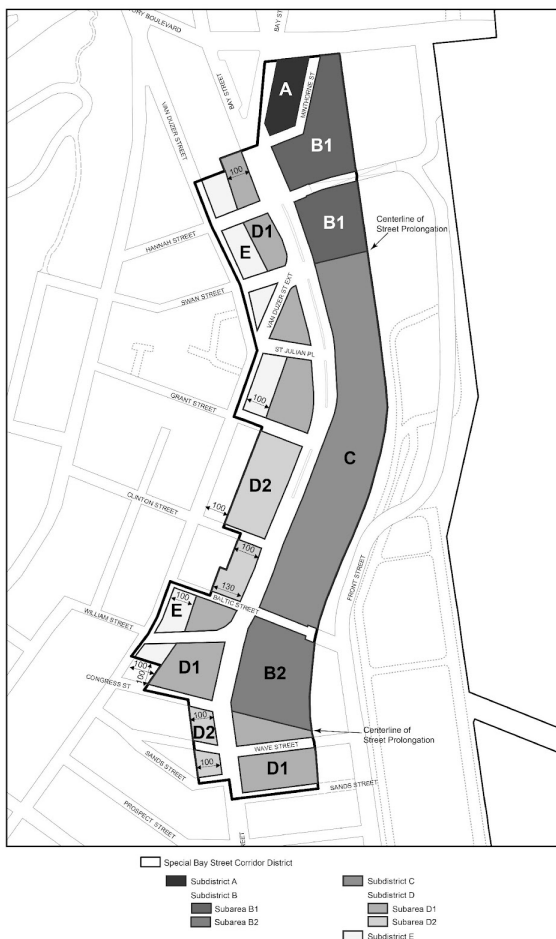 ORY BOULEVARD
BAY ST
BAY STREET
VAN DUZER STREET
MINTHORNE ST
A
B1
100
B1
Centerline of
Street Prolongation
HANNAH STREET
D1
E
SWAN STREET
VAN DUZER ST EXT
ST JULIAN PL
GRANT STREET
100
C
D2
CLINTON STREET
100
100
130
FRONT STREET
BALTIC STREET
100
E
WILLIAM STREET
D1
100
100
CONGRESS ST
B2
100
D2
Centerline of
Street Prolongation
WAVE STREET
SANDS STREET
100
D1
SANDS STREET
PROSPECT STREET
REET
Special Bay Street Corridor District
Subdistrict A
Subdistrict B
Subarea B1
Subarea B2
Subdistrict C
Subdistrict D
Subarea D1
Subarea D2
Subdistrict E